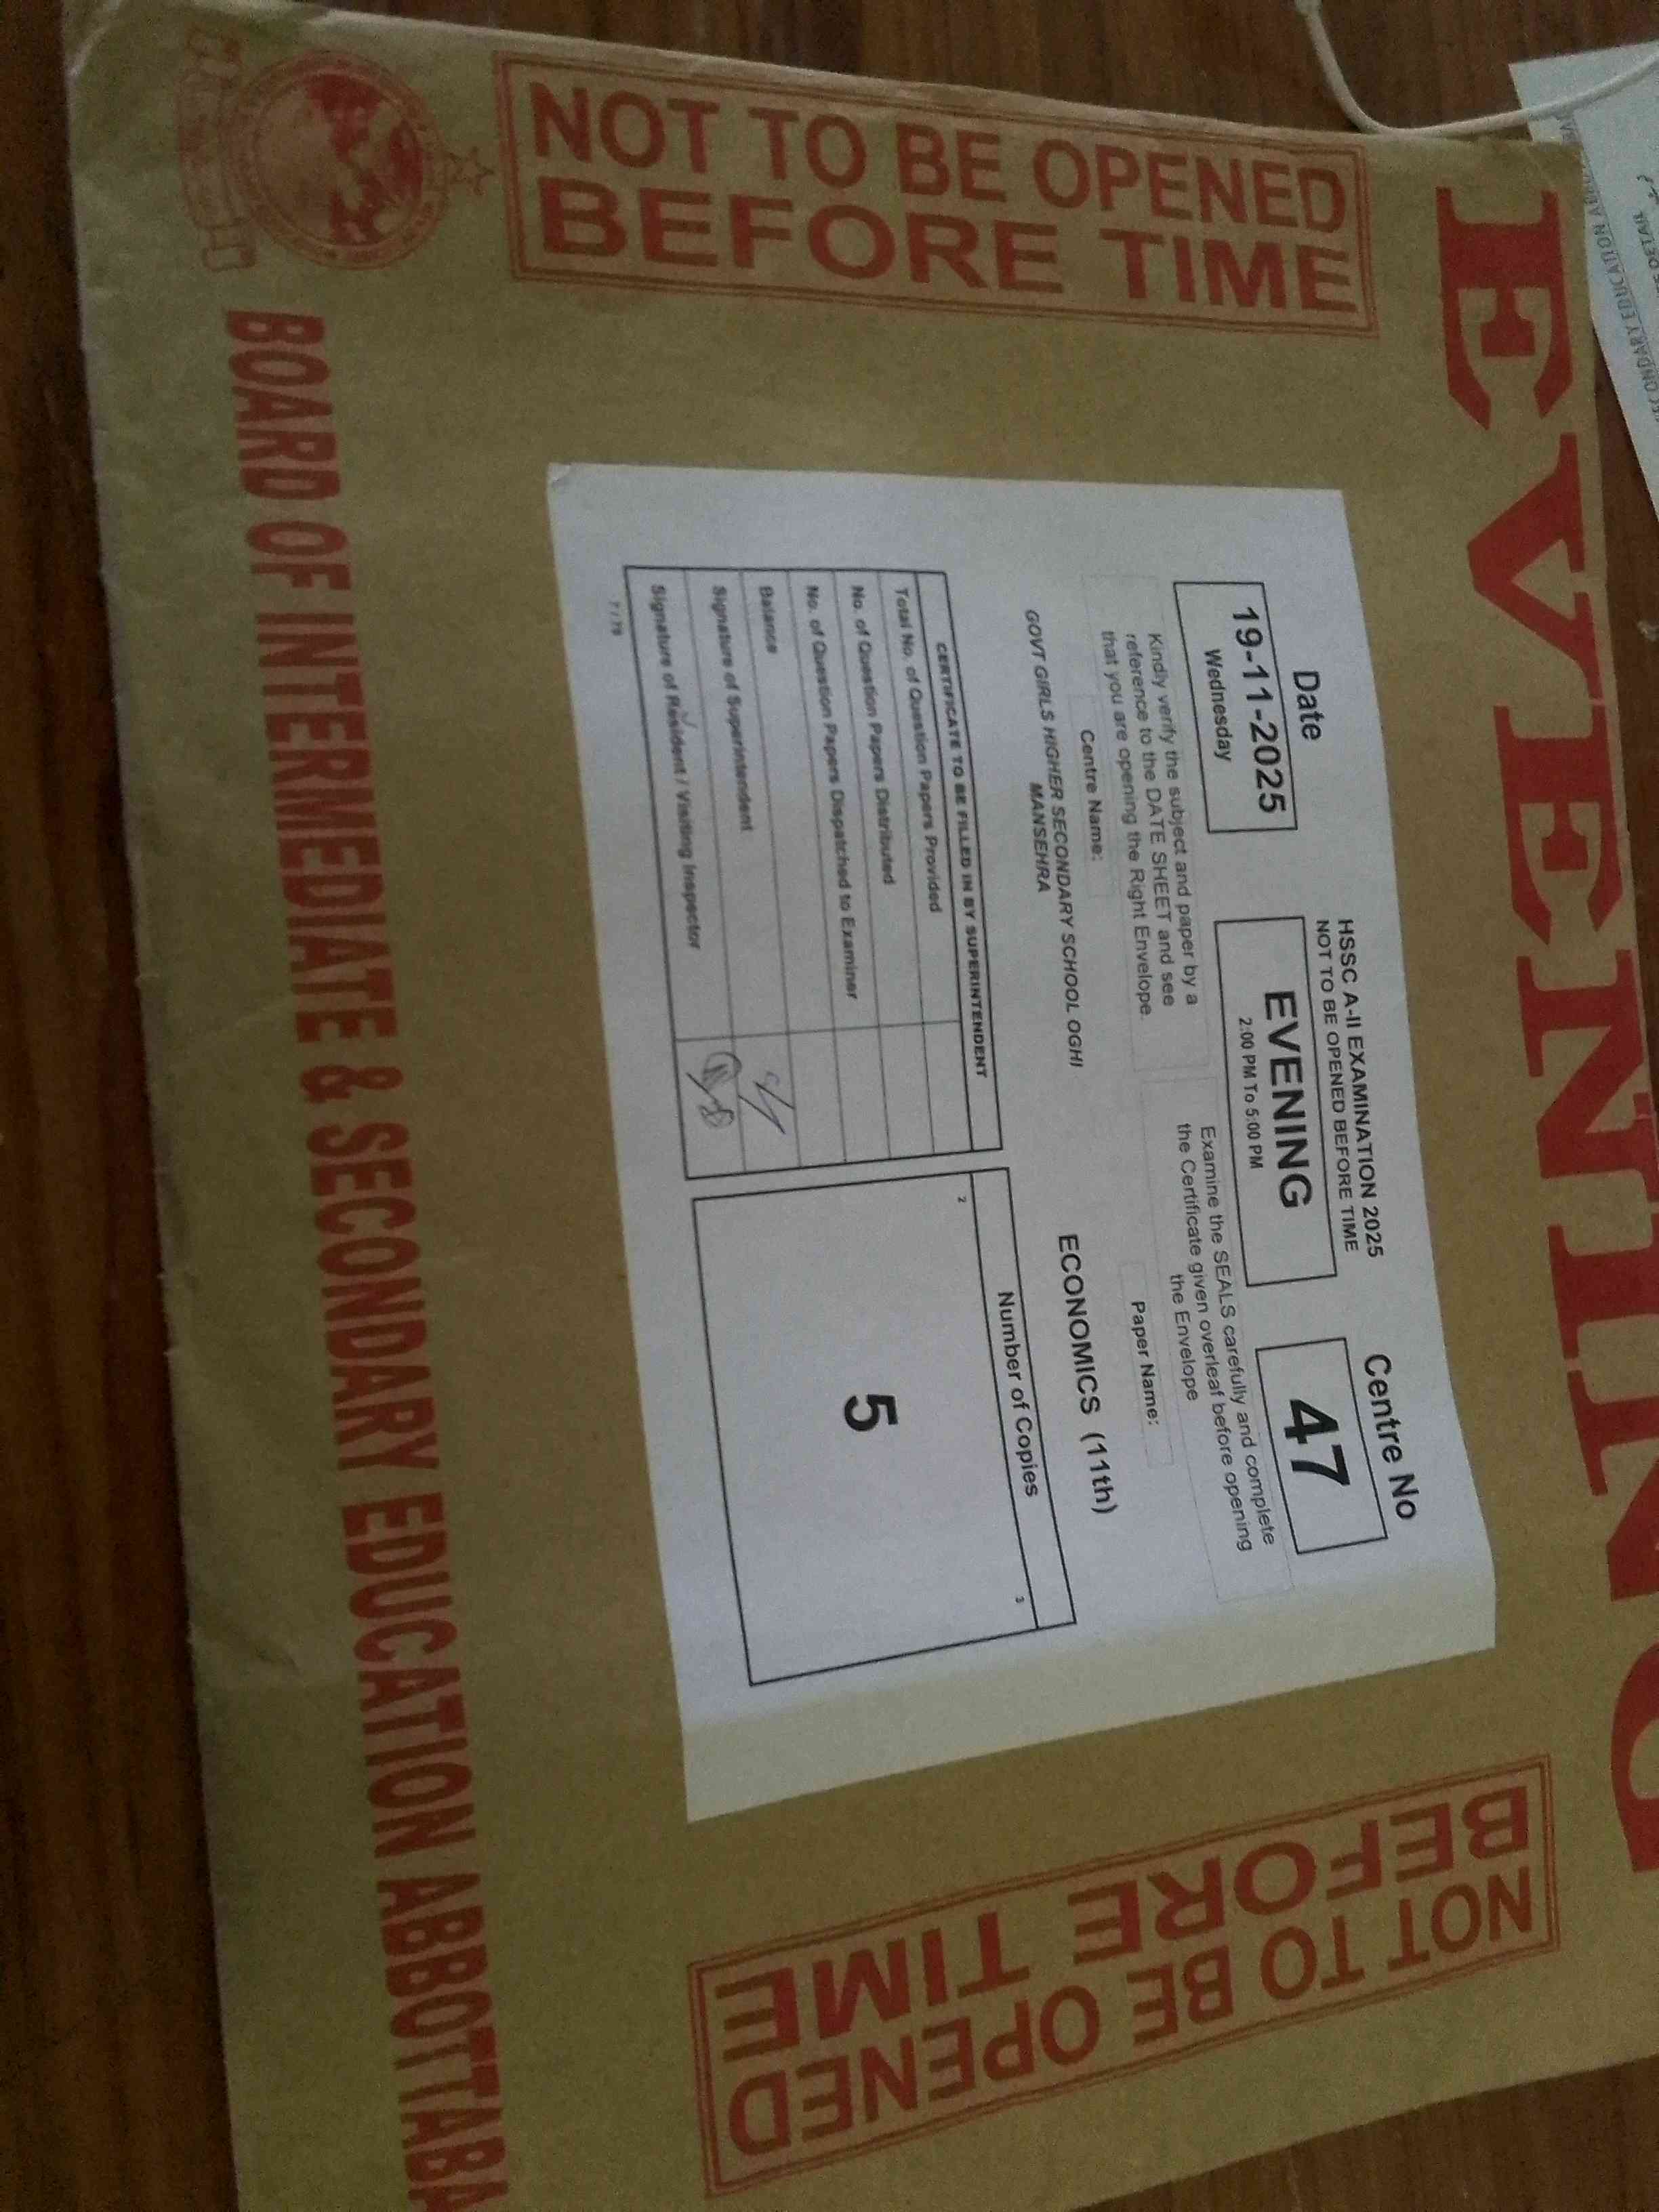 EVENING
NOT TO BE OPENED
BEFORE TIME
Date
19-11-2025
Wednesday
HSSC A-II EXAMINATION 2025
NOT TO BE OPENED BEFORE TIME
EVENING
2:00 PM To 5:00 PM
Centre No
47
Kindly verify the subject and paper by a
reference to the DATE SHEET and see
that you are opening the Right Envelope.
Examine the SEALS carefully and complete
the Certificate given overleaf before opening
the Envelope
Centre Name:
GOVT GIRLS HIGHER SECONDARY SCHOOL OGHI
MANSEHRA
Paper Name:
ECONOMICS (11th)
CERTIFICATE TO BE FILLED IN BY SUPERINTENDENT
Total No. of Question Papers Provided
No. of Question Papers Distributed
No. of Question Papers Dispatched to Examiner
Balance
Signature of Superintendent
Signature of Resident / Visiting Inspector
Number of Copies
2
3
5
NOT TO BE OPENED
BEFORE TIME
BOARD OF INTERMEDIATE & SECONDARY EDUCATION ABBOTTABA